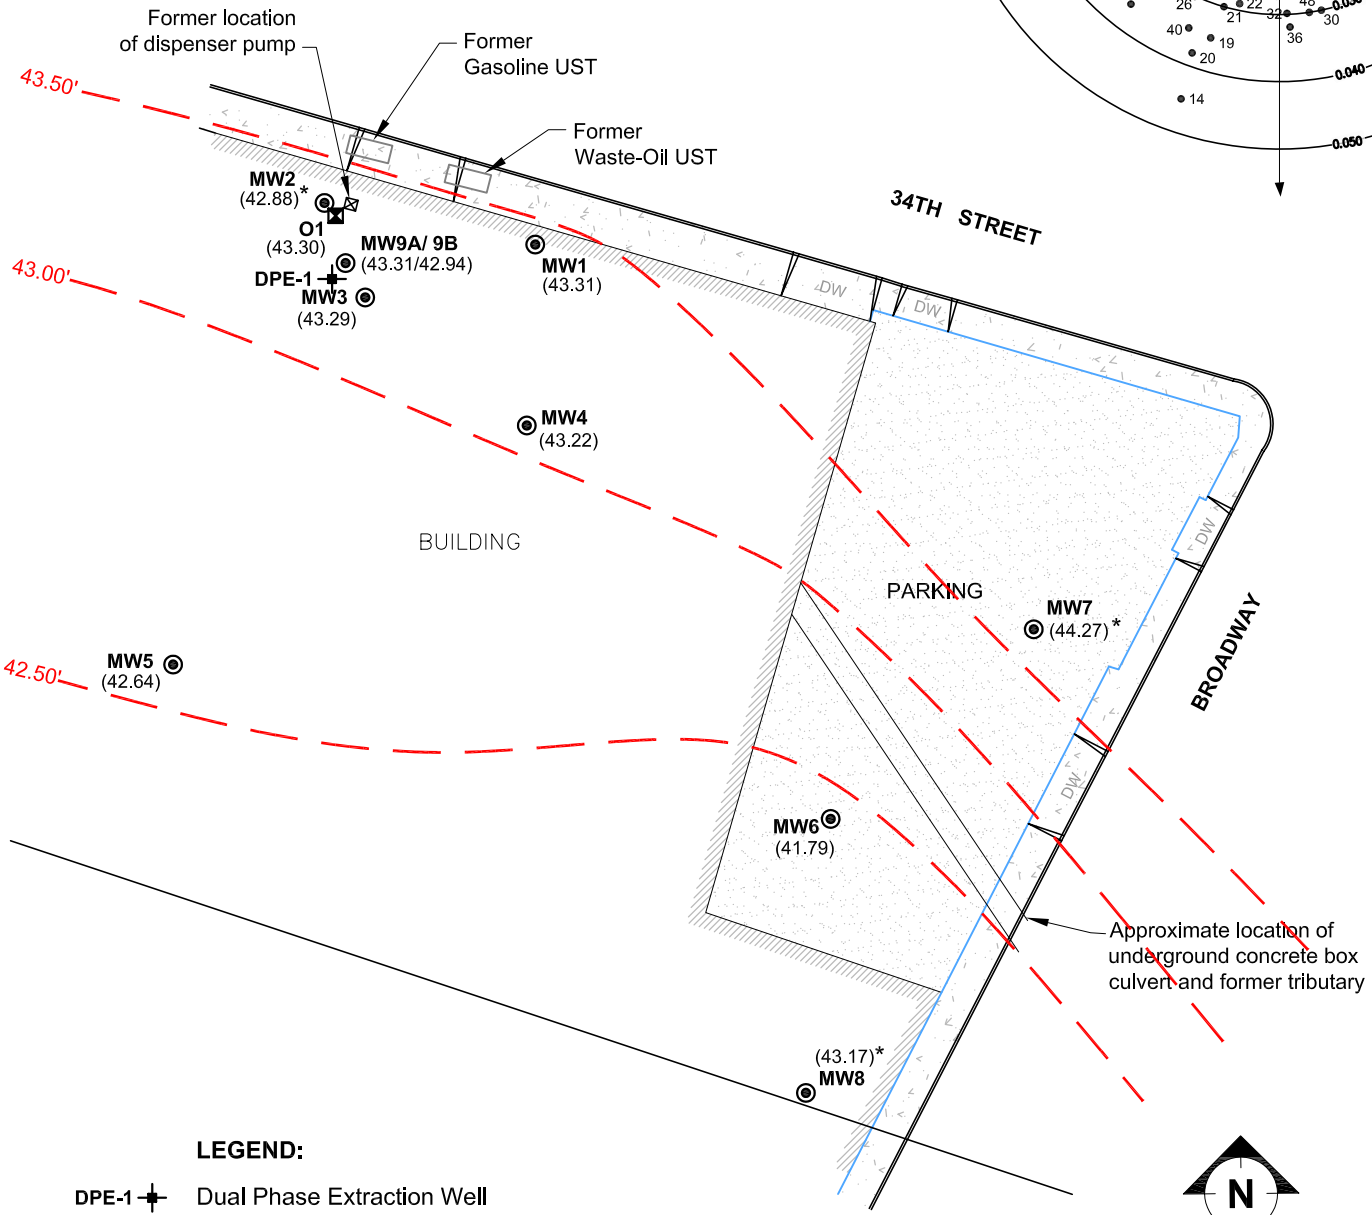 Former location
of dispenser pump
Former
Gasoline UST
Former
Waste-Oil UST
26
22
21
32
48
30
36
40
19
20
14
0.030
0.040
0.050
43.50'
34TH STREET
MW2
(42.88)*
O1
(43.30)
MW9A/ 9B
(43.31/42.94)
DPE-1
MW3
(43.29)
MW1
(43.31)
43.00'
DW
DW
MW4
(43.22)
BUILDING
DW
PARKING
MW7
(44.27)*
BROADWAY
MW5
(42.64)
42.50'
DW
MW6
(41.79)
Approximate location of
underground concrete box
culvert and former tributary
(43.17)*
MW8
LEGEND:
DPE-1 Dual Phase Extraction Well
N